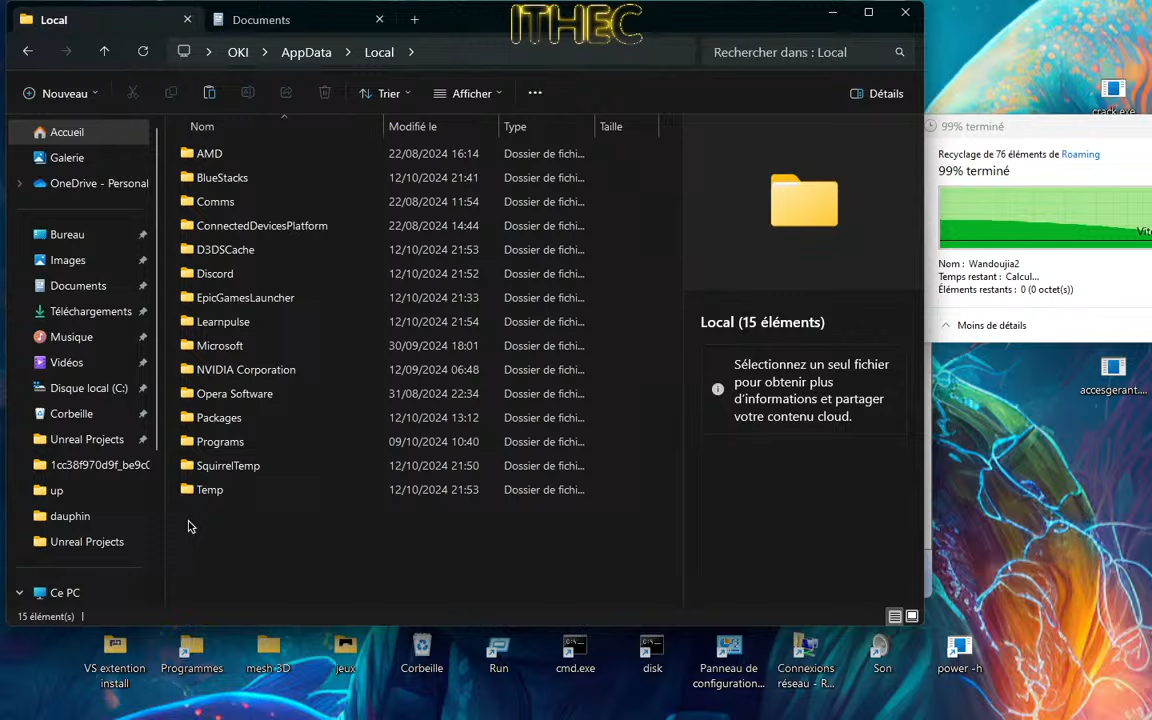 Local
Documents
ITHEC
OKI
AppData
Local
Rechercher dans : Local
Nouveau
Trier
Afficher
Détails
Accueil
Galerie
OneDrive - Personal
Bureau
Images
Documents
Téléchargements
Musique
Vidéos
Disque local (C:)
Corbeille
Unreal Projects
1cc38f970d9f_be9c0
up
dauphin
Unreal Projects
Ce PC
15 élément(s)
Nom Modifié le Type Taille
AMD 22/08/2024 16:14 Dossier de fichi...
BlueStacks 12/10/2024 21:41 Dossier de fichi...
Comms 22/08/2024 11:54 Dossier de fichi...
ConnectedDevicesPlatform 22/08/2024 14:44 Dossier de fichi...
D3DSCache 12/10/2024 21:53 Dossier de fichi...
Discord 12/10/2024 21:52 Dossier de fichi...
EpicGamesLauncher 12/10/2024 21:33 Dossier de fichi...
Learnpulse 12/10/2024 21:54 Dossier de fichi...
Microsoft 30/09/2024 18:01 Dossier de fichi...
NVIDIA Corporation 12/09/2024 06:48 Dossier de fichi...
Opera Software 31/08/2024 22:34 Dossier de fichi...
Packages 12/10/2024 13:12 Dossier de fichi...
Programs 09/10/2024 10:40 Dossier de fichi...
SquirrelTemp 12/10/2024 21:50 Dossier de fichi...
Temp 12/10/2024 21:53 Dossier de fichi...
Local (15 éléments)
Sélectionnez un seul fichier
pour obtenir plus
d'informations et partager
votre contenu cloud.
crack.exe
99% terminé
Recyclage de 76 éléments de Roaming
99% terminé
Nom : Wandoujia2
Temps restant : Calcul...
Éléments restants : 0 (0 octet(s))
Moins de détails
accesgerant....
VS extention
install
Programmes
mesh 3D
jeux
Corbeille
Run
cmd.exe
disk
Panneau de
configuration...
Connexions
réseau - R...
Son
power -h